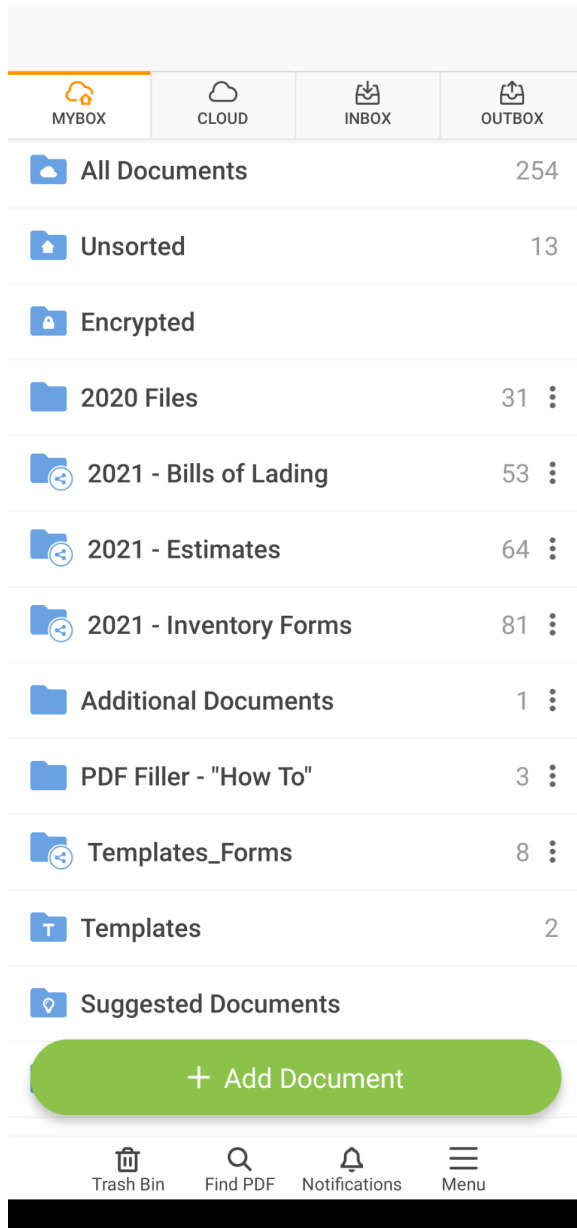 MYBOX CLOUD INBOX OUTBOX
All Documents 254
Unsorted 13
Encrypted
2020 Files 31
2021 - Bills of Lading 53
2021 - Estimates 64
2021 - Inventory Forms 81
Additional Documents 1
PDF Filler - "How To" 3
Templates_Forms 8
T Templates 2
Suggested Documents
+ Add Document
Trash Bin Find PDF Notifications Menu